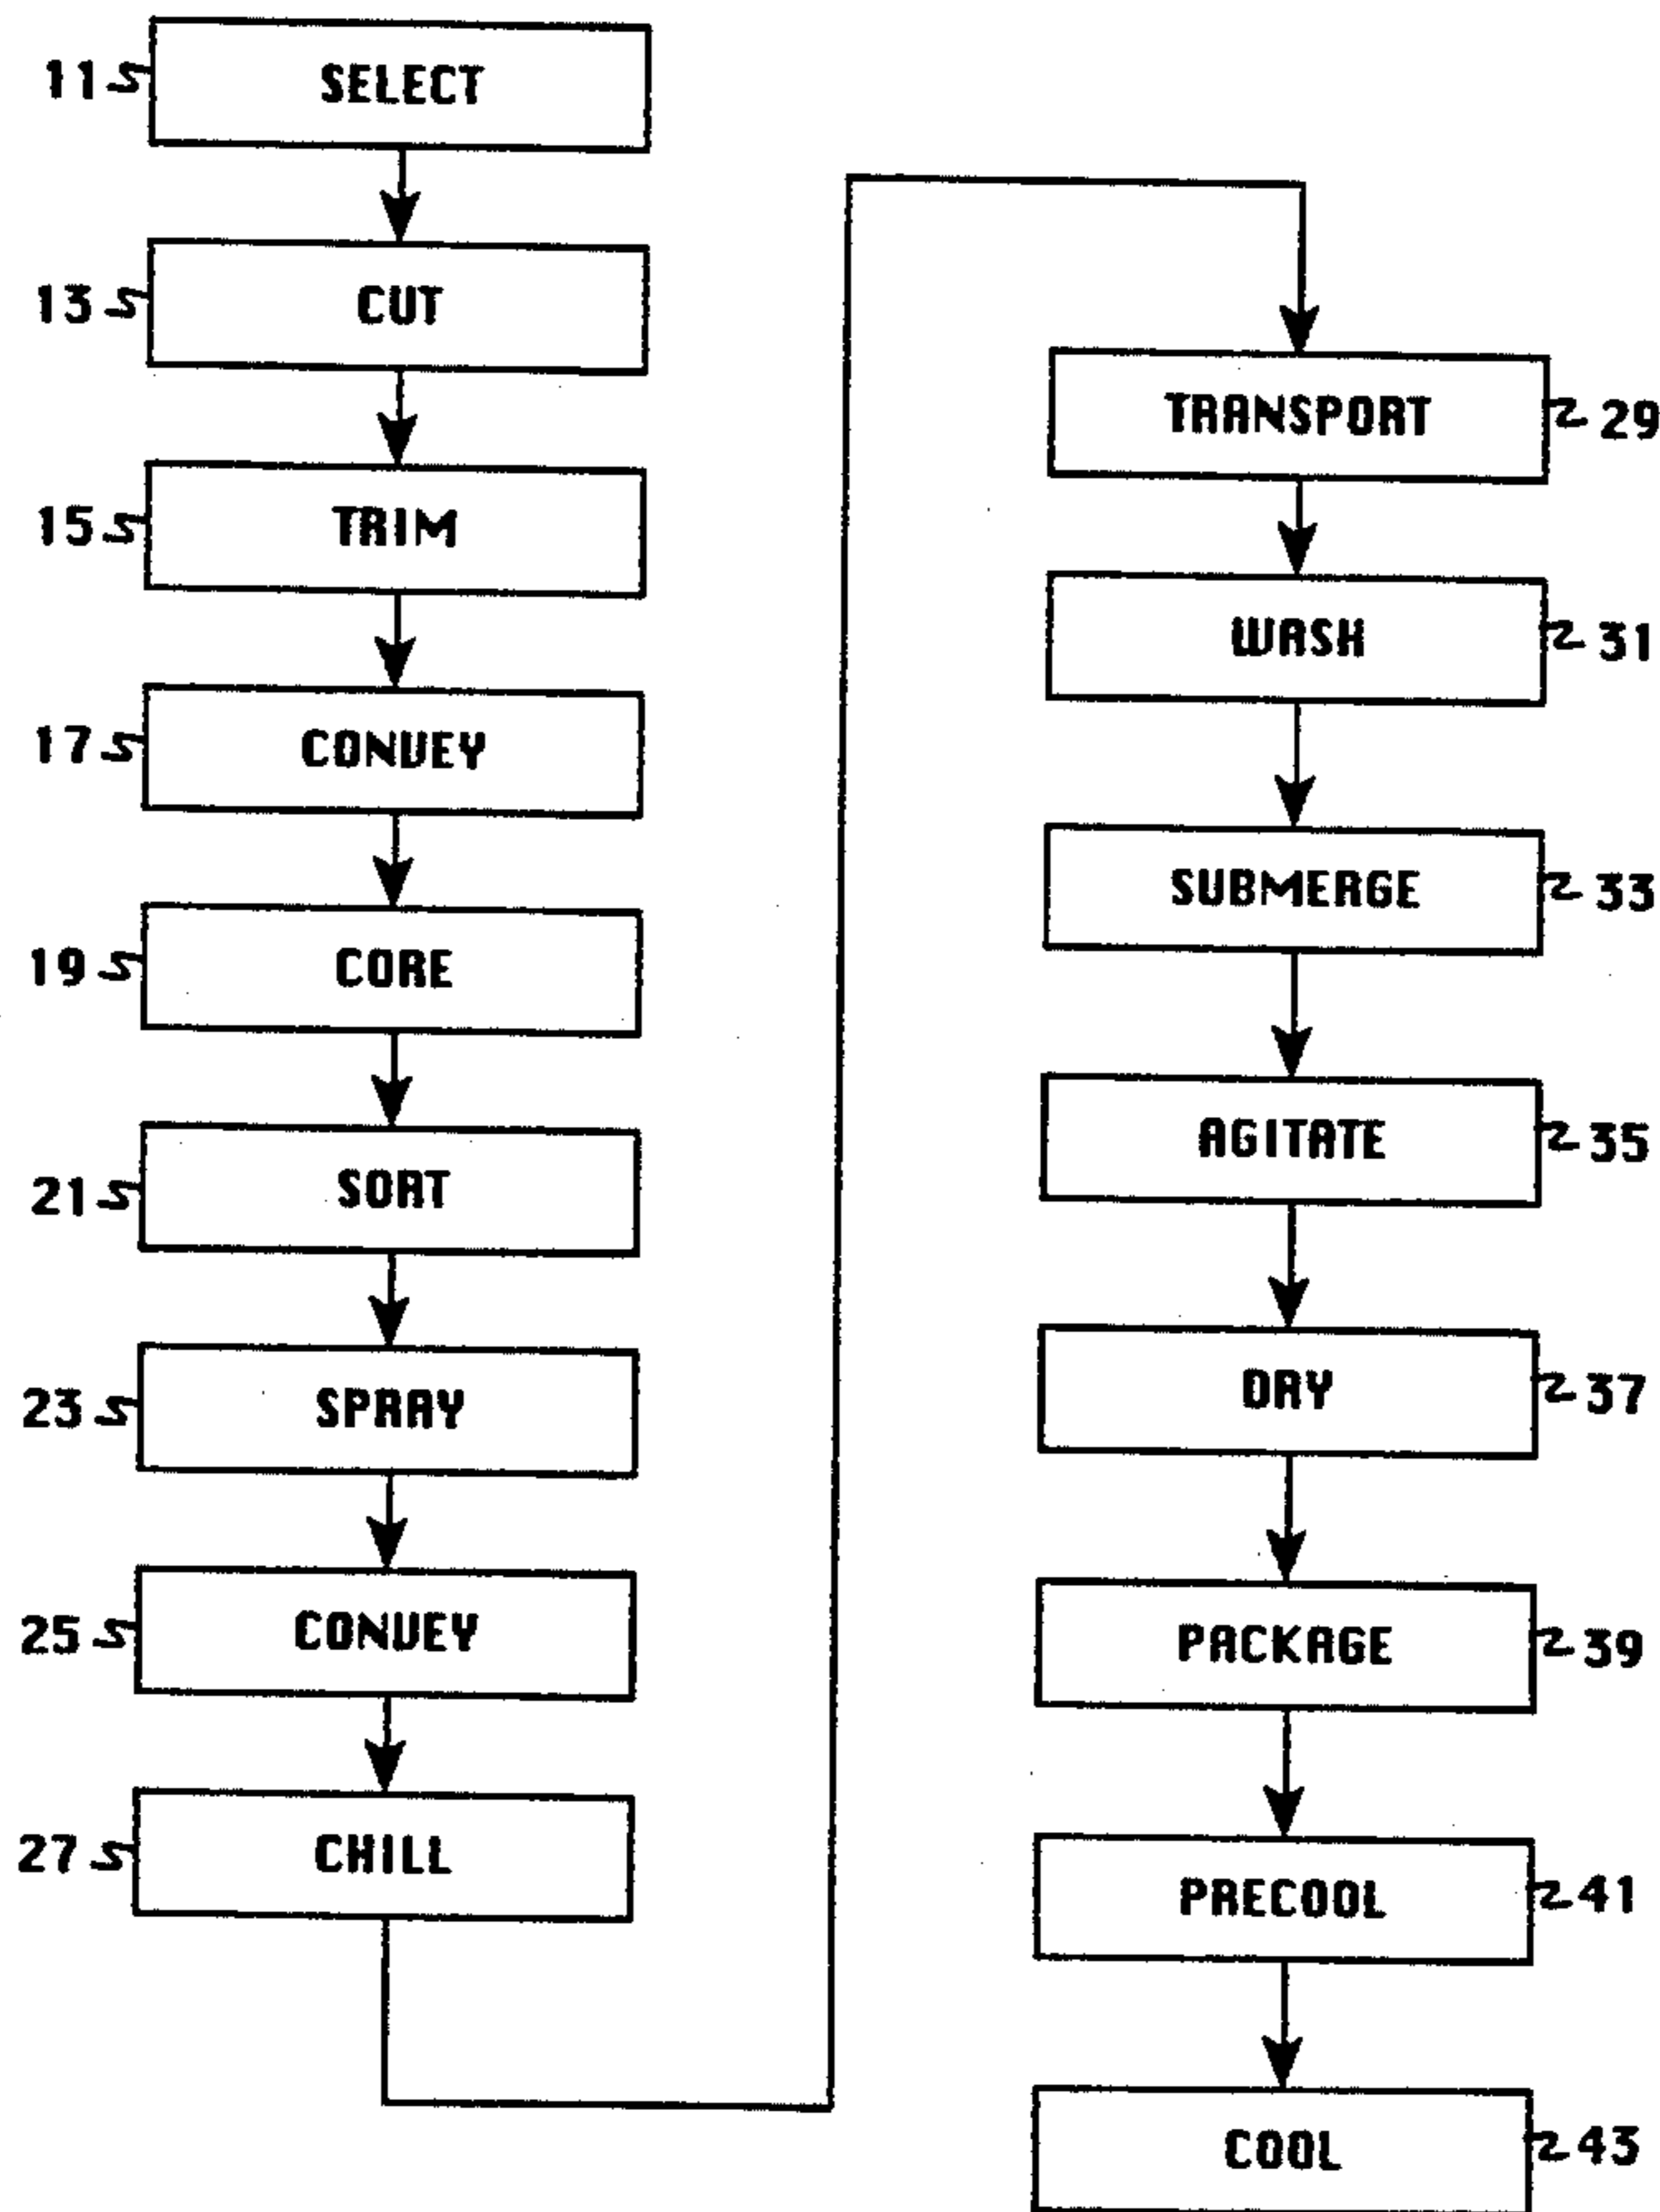 11 SELECT
13 CUT
15 TRIM
17 CONVEY
19 CORE
21 SORT
23 SPRAY
25 CONVEY
27 CHILL
TRANSPORT 29
WASH 31
SUBMERGE 33
AGITATE 35
DRY 37
PACKAGE 39
PRECOOL 41
COOL 43